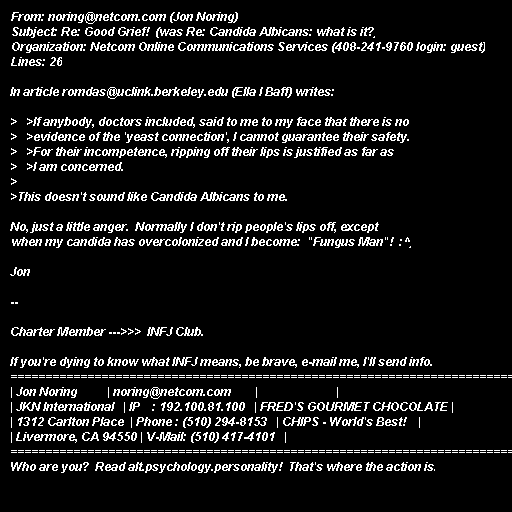 From: noring@netcom.com (Jon Noring)
Subject: Re: Good Grief!  (was Re: Candida Albicans: what is it?)
Organization: Netcom Online Communications Services (408-241-9760 login: guest)
Lines: 26

In article romdas@uclink.berkeley.edu (Ella I Baff) writes:

>   >If anybody, doctors included, said to me to my face that there is no
>   >evidence of the 'yeast connection', I cannot guarantee their safety.
>   >For their incompetence, ripping off their lips is justified as far as
>   >I am concerned.
>
>This doesn't sound like Candida Albicans to me.

No, just a little anger.  Normally I don't rip people's lips off, except
when my candida has overcolonized and I become:  "Fungus Man"!  :^)

Jon

--

Charter Member --->>>  INFJ Club.

If you're dying to know what INFJ means, be brave, e-mail me, I'll send info.
=============================================================================
| Jon Noring          | noring@netcom.com        |                          |
| JKN International   | IP    : 192.100.81.100   | FRED'S GOURMET CHOCOLATE |
| 1312 Carlton Place  | Phone : (510) 294-8153   | CHIPS - World's Best!    |
| Livermore, CA 94550 | V-Mail: (510) 417-4101   |
=============================================================================
Who are you?  Read alt.psychology.personality!  That's where the action is.